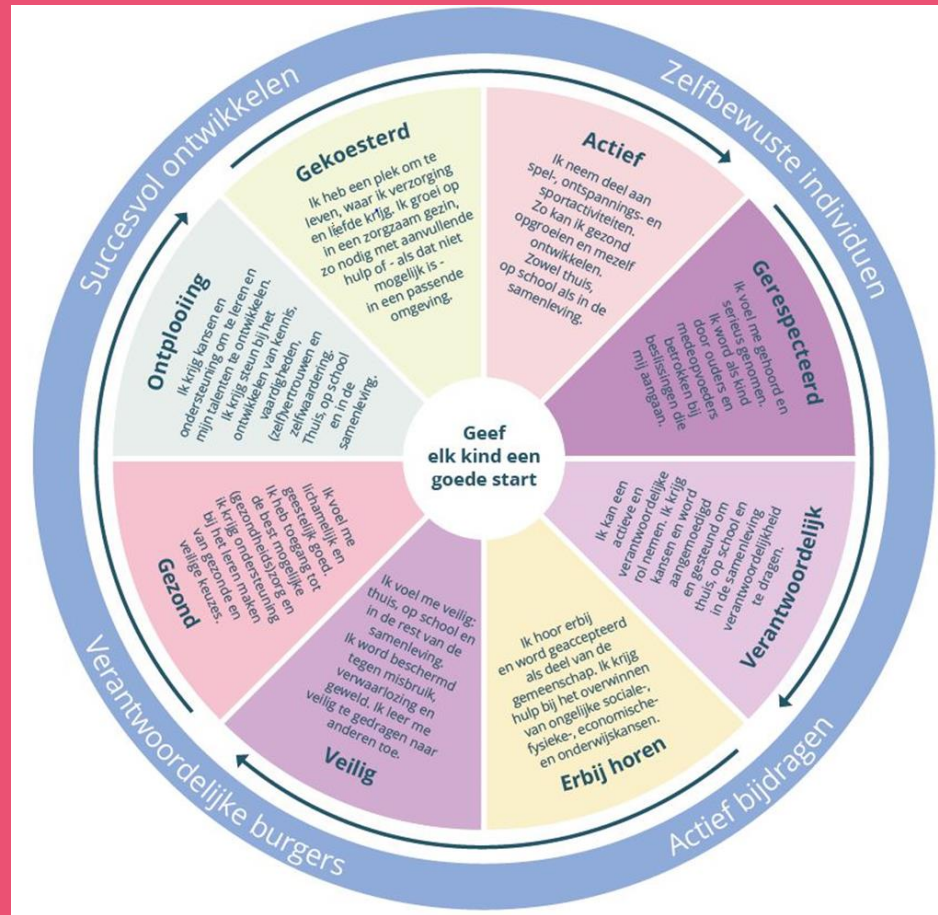 Succesvol ontwikkelen
Zelfbewuste individuen
Actief bijdragen
Verantwoordelijke burgers
Geef
elk kind een
goede start
Gekoesterd
Ik heb een plek om te
leven, waar ik verzorging
en liefde krijg. Ik groei op
in een zorgzaam gezin,
zo nodig met aanvullende
hulp of - als dat niet
mogelijk is -
in een passende
omgeving.
Actief
Ik neem deel aan
spel-, ontspannings- en
sportactiviteiten.
Zo kan ik gezond
opgroeien en mezelf
ontwikkelen.
Zowel thuis,
op school als in de
samenleving.
Gerespecteerd
Ik voel me gehoord en
serieus genomen.
Ik word als kind
door ouders en
medeopvoeders
betrokken bij
beslissingen die
mij aangaan.
Verantwoordelijk
Ik kan een
actieve en
verantwoordelijke
rol nemen. Ik krijg
kansen en word
aangemoedigd
en gesteund om
thuis, op school en
in de samenleving
verantwoordelijkheid
te dragen.
Erbij horen
Ik hoor erbij
en word geaccepteerd
als deel van de
gemeenschap. Ik krijg
hulp bij het overwinnen
van ongelijke sociale-,
fysieke-, economische-
en onderwijskansen.
Veilig
Ik voel me veilig:
thuis, op school en
in de rest van de
samenleving.
Ik word beschermd
tegen misbruik,
verwaarlozing en
geweld. Ik leer me
veilig te gedragen naar
anderen toe.
Gezond
Ik voel me
lichamelijk en
geestelijk goed.
Ik heb toegang tot
de best mogelijke
(gezondheids)zorg en
ik krijg ondersteuning
bij het leren maken
van gezonde en
veilige keuzes.
Ontplooiing
Ik krijg kansen en
ondersteuning om te leren en
mijn talenten te ontwikkelen.
Ik krijg steun bij het
ontwikkelen van kennis,
vaardigheden,
(zelf)vertrouwen en
zelfwaardering.
Thuis, op school
en in de
samenleving.